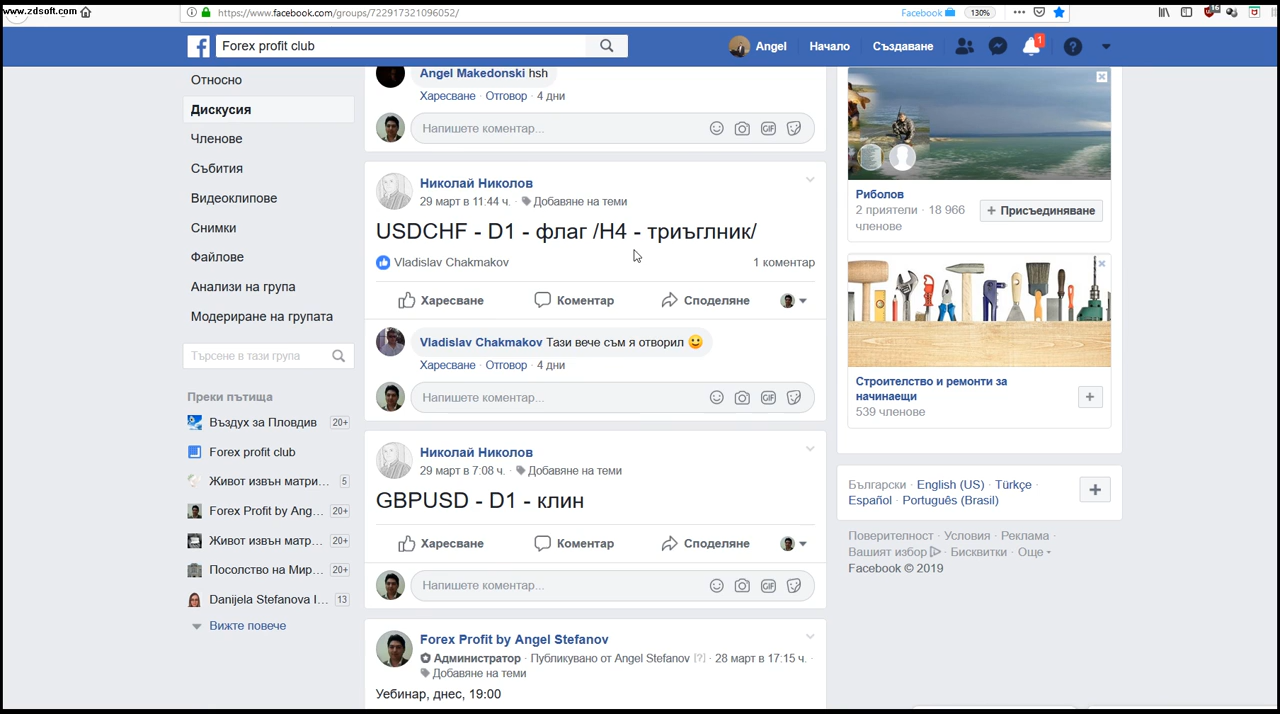 www.zdsoft.com
https://www.facebook.com/groups/722917321096052/
Facebook
130%
Forex profit club
Angel
Начало
Създаване
1
Относно
Дискусия
Членове
Събития
Видеоклипове
Снимки
Файлове
Анализи на група
Модериране на групата
Търсене в тази група
Преки пътища
Въздух за Пловдив 20+
Forex profit club
Живот извън матри... 5
Forex Profit by Ang... 20+
Живот извън матр... 20+
Посолство на Мир... 20+
Danijela Stefanova I... 13
Вижте повече
Angel Makedonski hsh
Харесване · Отговор · 4 дни
Напишете коментар...
GIF
Николай Николов
29 март в 11:44 ч. · Добавяне на теми
USDCHF - D1 - флаг /H4 - триъглник/
Vladislav Chakmakov
1 коментар
Харесване
Коментар
Споделяне
Vladislav Chakmakov Тази вече съм я отворил
Харесване · Отговор · 4 дни
Напишете коментар...
GIF
Николай Николов
29 март в 7:08 ч. · Добавяне на теми
GBPUSD - D1 - клин
Харесване
Коментар
Споделяне
Напишете коментар...
GIF
Forex Profit by Angel Stefanov
Администратор · Публикувано от Angel Stefanov [?] · 28 март в 17:15 ч. ·
Добавяне на теми
Уебинар, днес, 19:00
Риболов
2 приятели · 18 966
членове
+ Присъединяване
Строителство и ремонти за
начинаещи
539 членове
Български · English (US) · Türkçe ·
Español · Português (Brasil)
Поверителност · Условия · Реклама ·
Вашият избор · Бисквитки · Още
Facebook © 2019